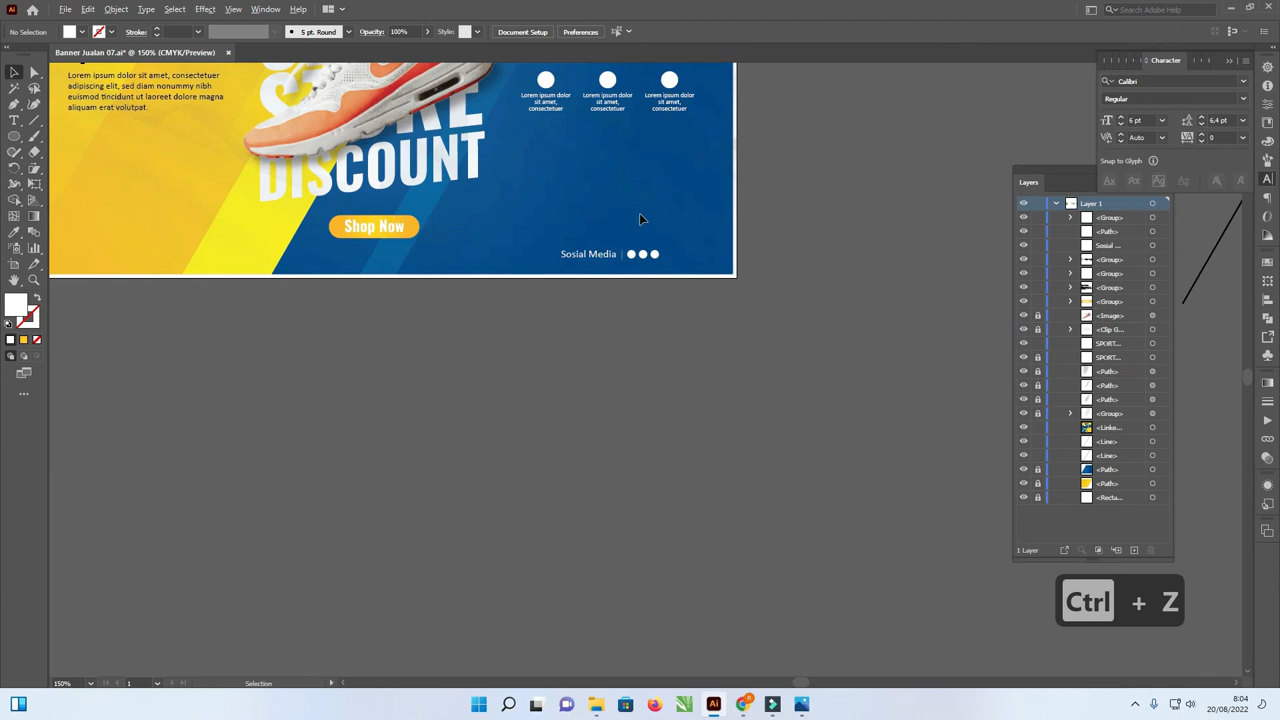 File Edit Object Type Select Effect View Window Help
Search Adobe Help
No Selection Stroke: 5 pt. Round Opacity: 100% Style: Document Setup Preferences
Banner Jualan 07.ai* @ 150% (CMYK/Preview)
Character
Calibri
Regular
6 pt 6,4 pt
Auto 0
Snap to Glyph
Lorem ipsum dolor sit amet, consectetuer
adipiscing elit, sed diam nonummy nibh
euismod tincidunt ut laoreet dolore magna
aliquam erat volutpat.
Lorem ipsum dolor
sit amet,
consectetuer
Lorem ipsum dolor
sit amet,
consectetuer
Lorem ipsum dolor
sit amet,
consectetuer
DISCOUNT
Shop Now
Sosial Media |
Layers
Layer 1
<Group>
<Path>
Sosial ...
<Group>
<Group>
<Group>
<Group>
<Image>
<Clip G...
SPORT...
SPORT...
<Path>
<Path>
<Path>
<Group>
<Linke...
<Line>
<Line>
<Path>
<Path>
<Recta...
1 Layer
Ctrl + Z
150% 1 Selection
8:04
20/08/2022